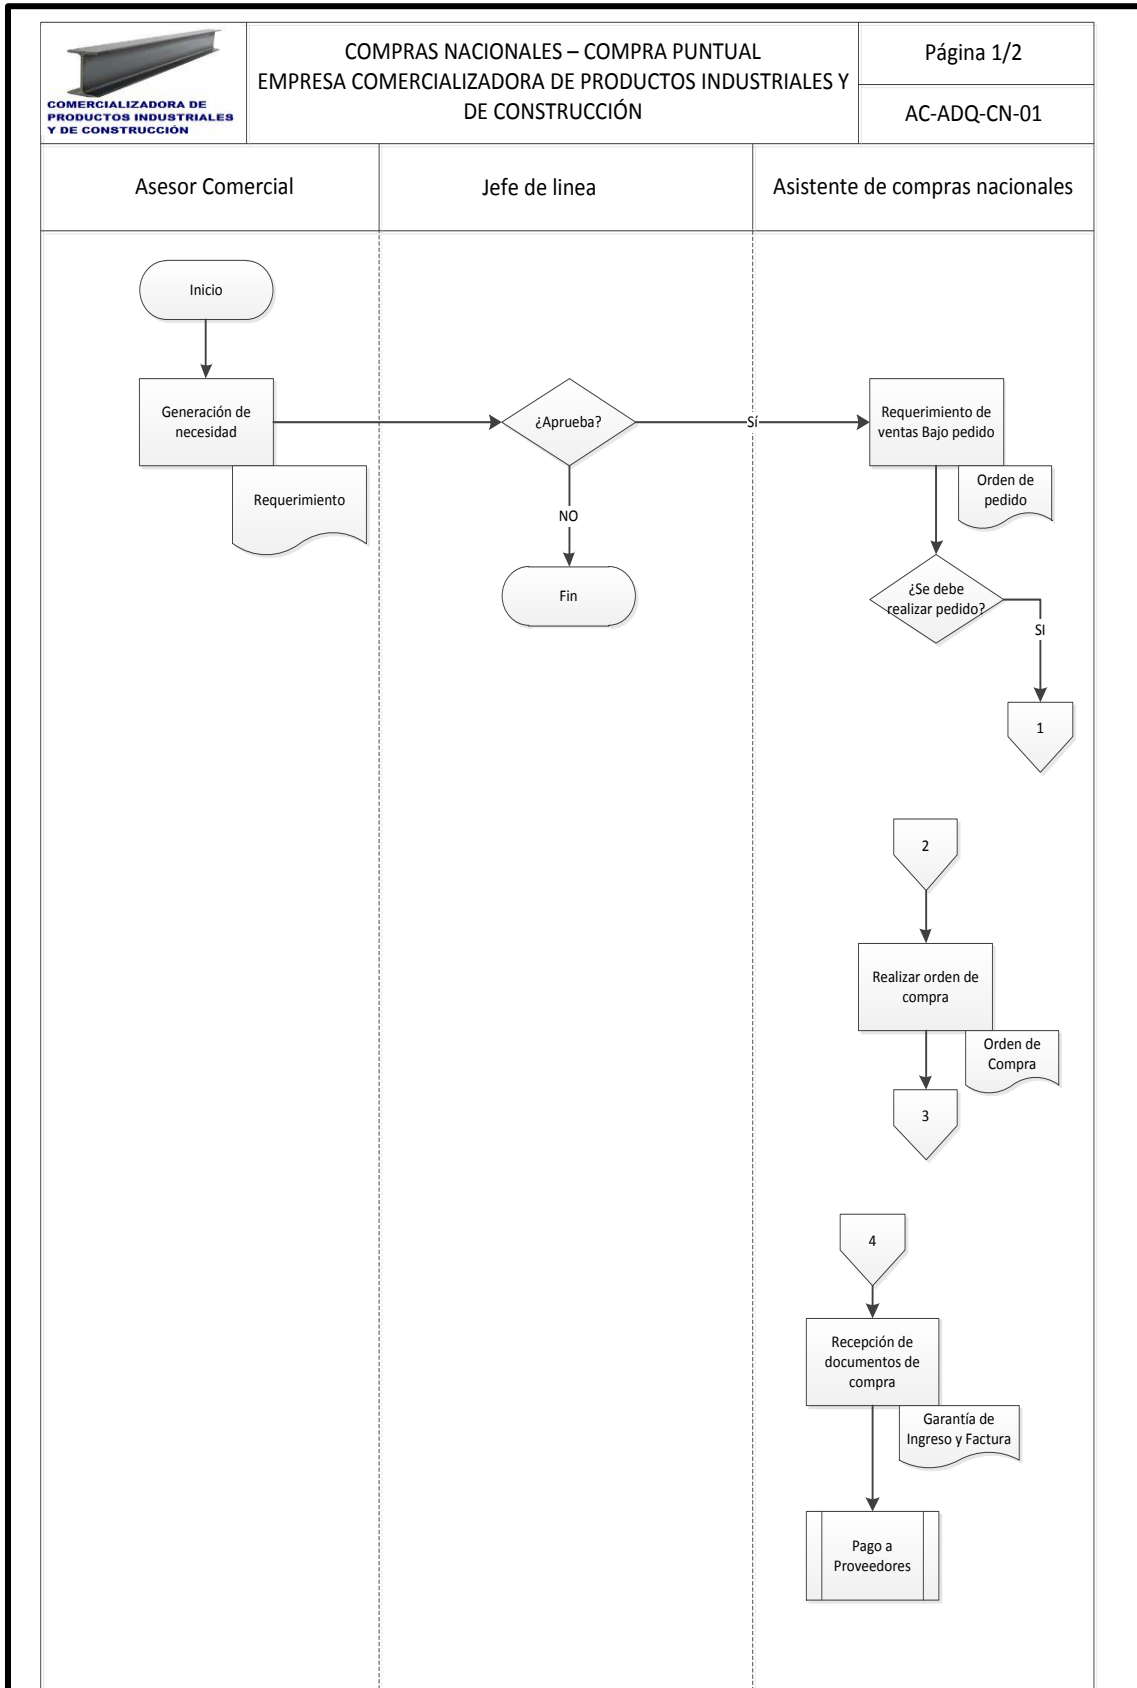 COMERCIALIZADORA DE
PRODUCTOS INDUSTRIALES
Y DE CONSTRUCCIÓN
COMPRAS NACIONALES – COMPRA PUNTUAL
EMPRESA COMERCIALIZADORA DE PRODUCTOS INDUSTRIALES Y
DE CONSTRUCCIÓN
Página 1/2
AC-ADQ-CN-01
Asesor Comercial
Jefe de linea
Asistente de compras nacionales
Inicio
Generación de
necesidad
Requerimiento
¿Aprueba?
Sí
NO
Fin
Requerimiento de
ventas Bajo pedido
Orden de
pedido
¿Se debe
realizar pedido?
SI
1
2
Realizar orden de
compra
Orden de
Compra
3
4
Recepción de
documentos de
compra
Garantía de
Ingreso y Factura
Pago a
Proveedores